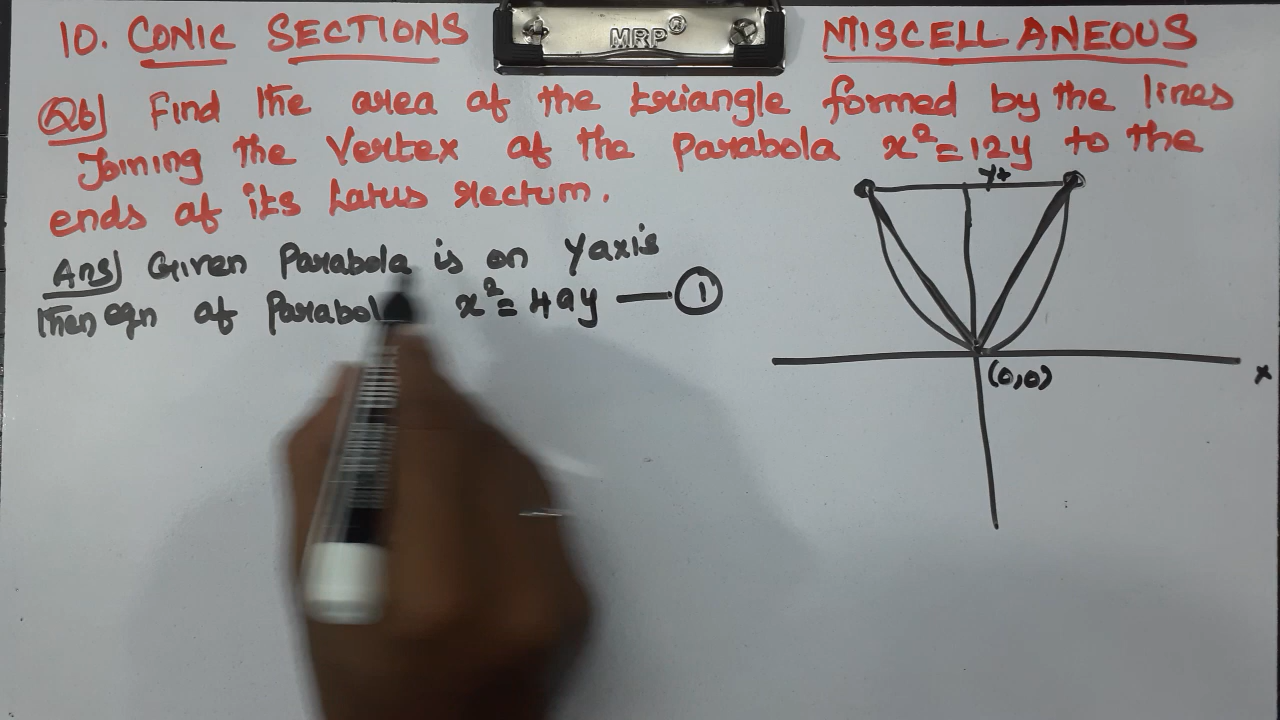 10. CONIC SECTIONS
MRP®
MISCELLANEOUS
Q6) Find the area of the triangle formed by the lines
Joining the Vertex of the parabola x²=12y to the
ends of its Latus rectum.
Ans) Given Parabola is on yaxis
Then eqn of Parabol x²=4ay — 1
y
x
(0,0)